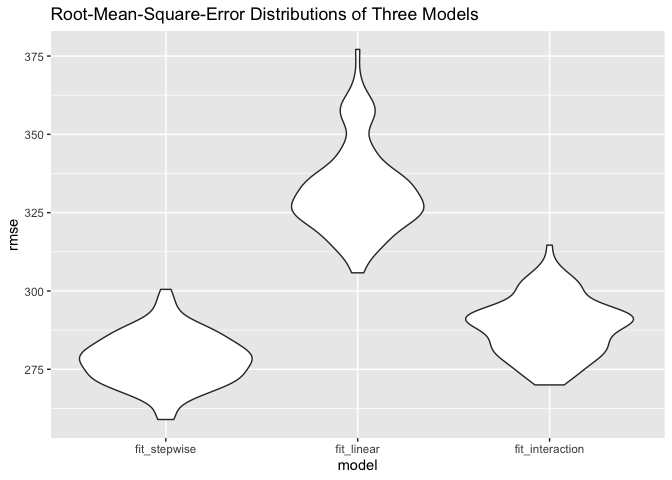 Root-Mean-Square-Error Distributions of Three Models
375
350
325
300
275
rmse
fit_stepwise fit_linear fit_interaction
model